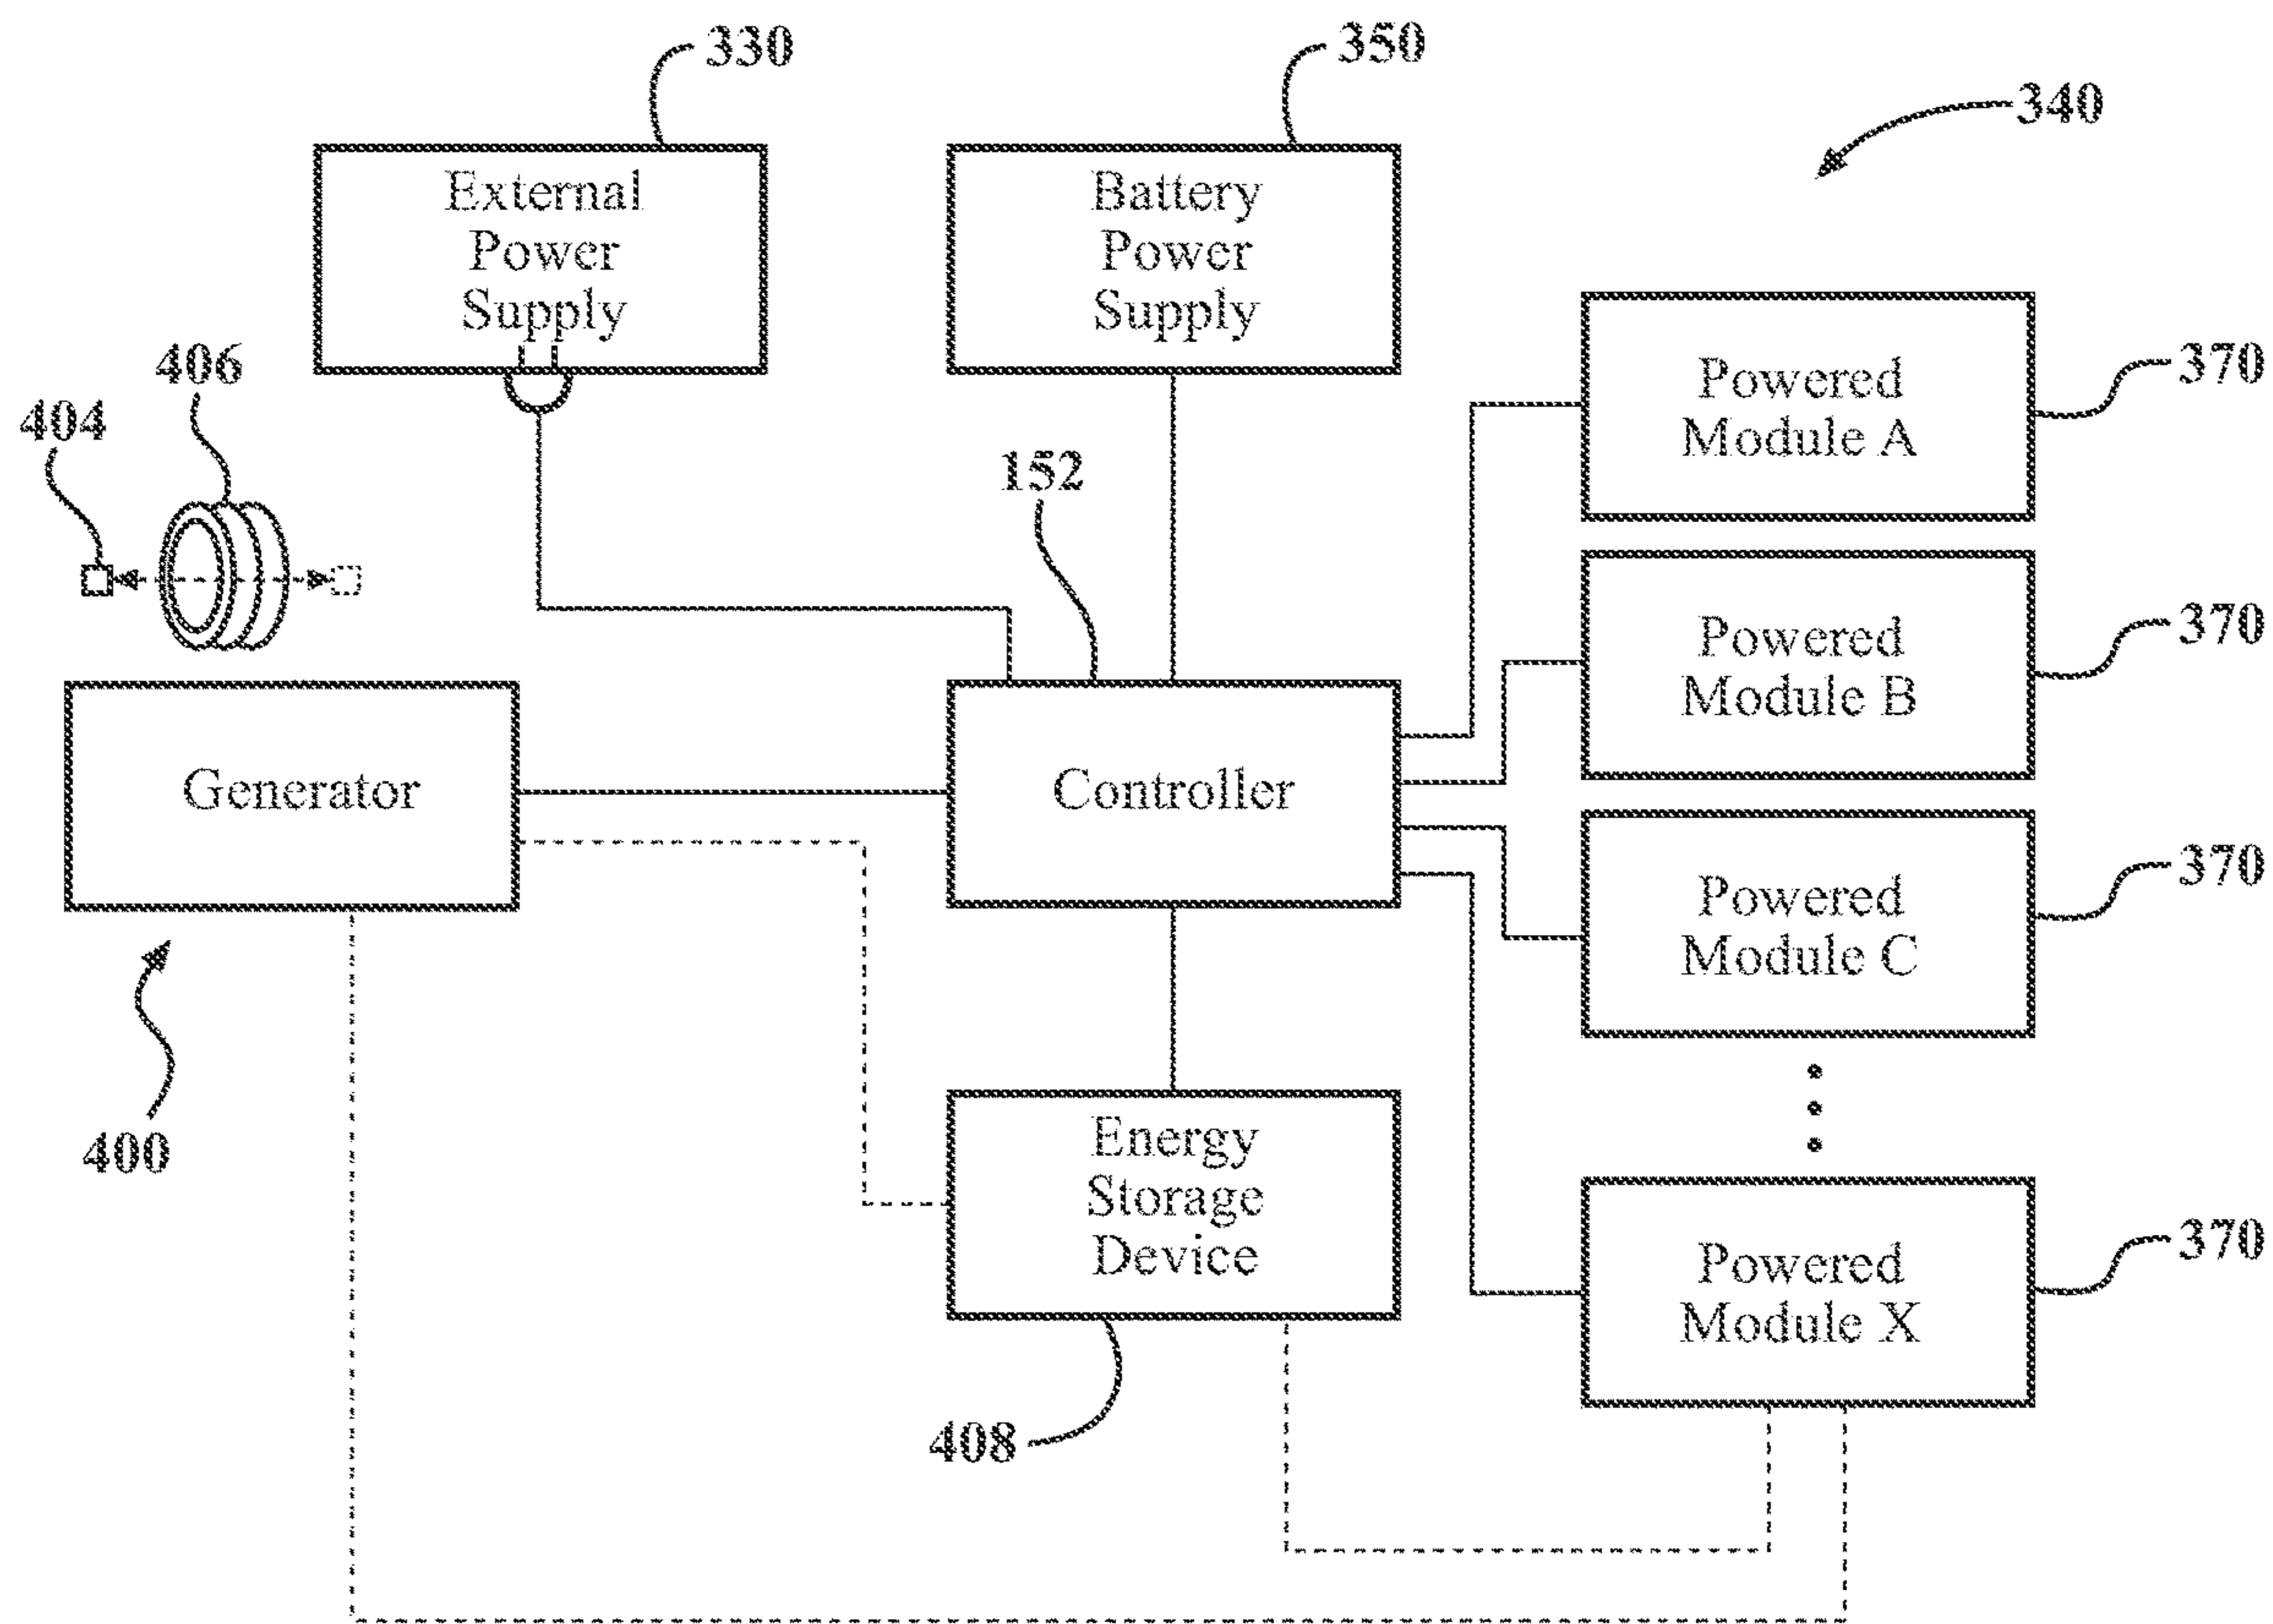 330
350
340
External
Power
Supply
Battery
Power
Supply
406
404
152
Powered
Module A
370
Powered
Module B
370
Generator
Controller
Powered
Module C
370
400
Energy
Storage
Device
408
Powered
Module X
370